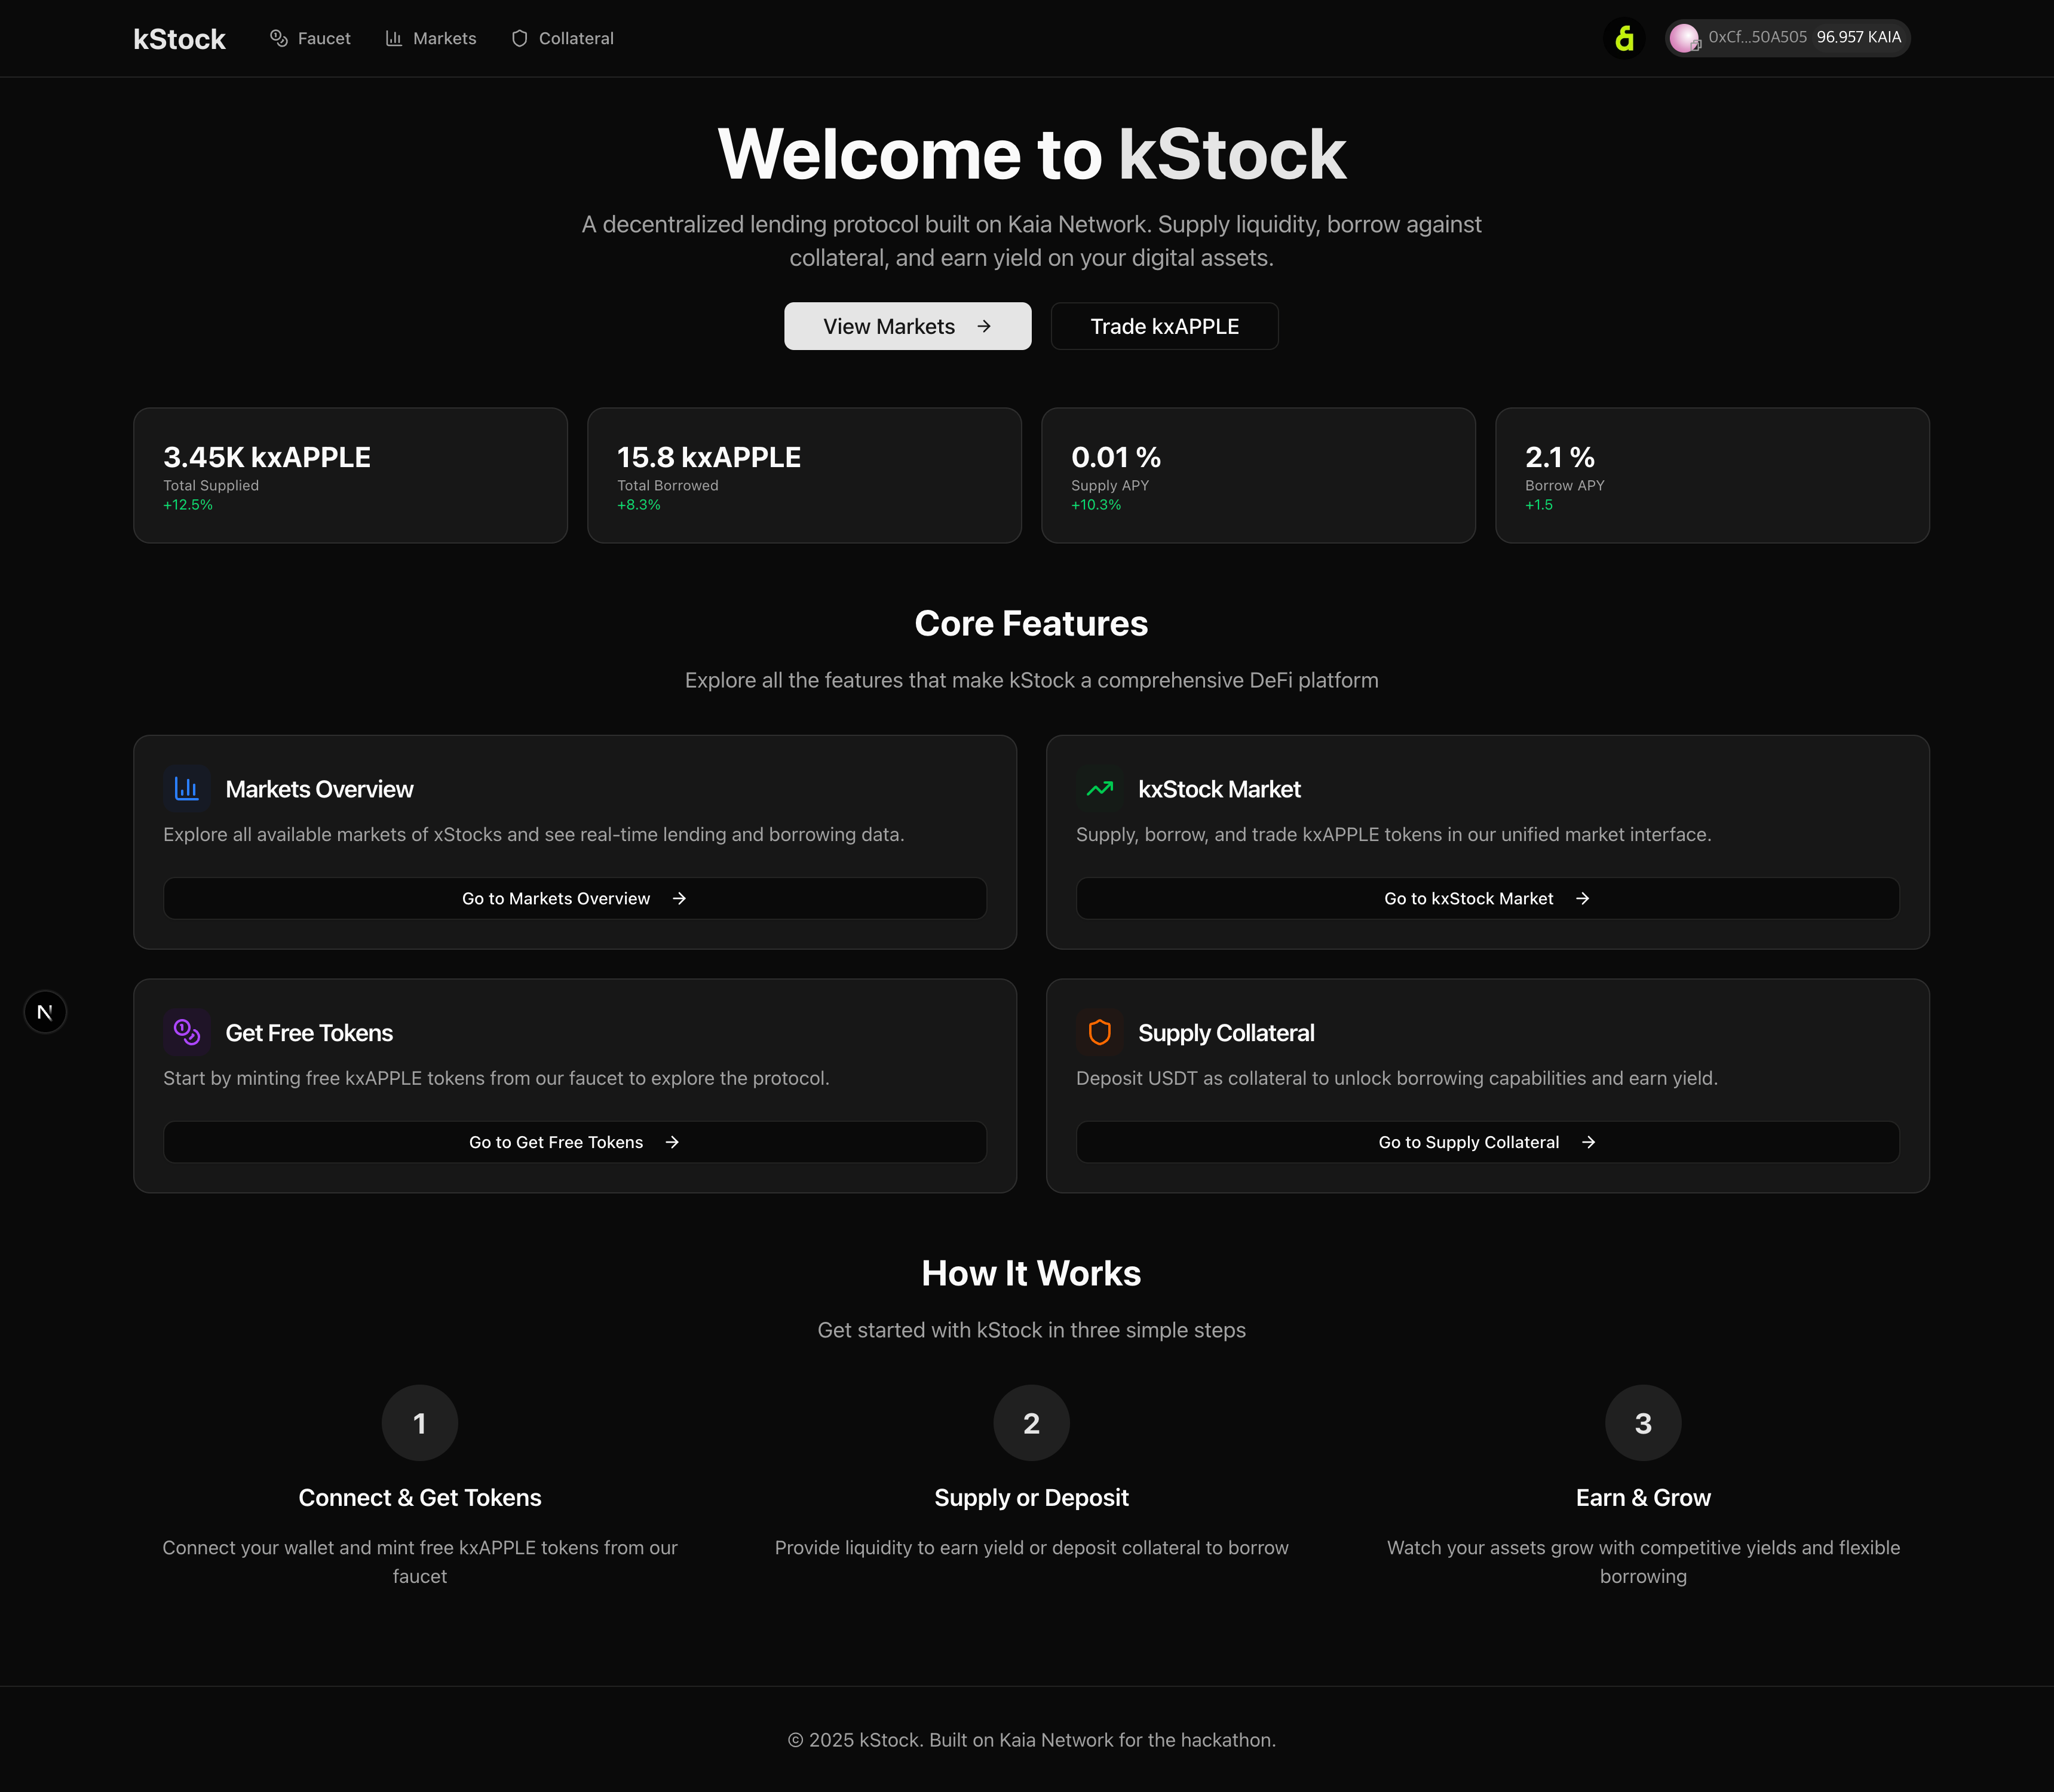 kStock
Faucet
Markets
Collateral
0xCf...50A505 96.957 KAIA
Welcome to kStock
A decentralized lending protocol built on Kaia Network. Supply liquidity, borrow against
collateral, and earn yield on your digital assets.
View Markets →
Trade kxAPPLE
3.45K kxAPPLE
Total Supplied
+12.5%
15.8 kxAPPLE
Total Borrowed
+8.3%
0.01 %
Supply APY
+10.3%
2.1 %
Borrow APY
+1.5
Core Features
Explore all the features that make kStock a comprehensive DeFi platform
Markets Overview
Explore all available markets of xStocks and see real-time lending and borrowing data.
Go to Markets Overview →
kxStock Market
Supply, borrow, and trade kxAPPLE tokens in our unified market interface.
Go to kxStock Market →
Get Free Tokens
Start by minting free kxAPPLE tokens from our faucet to explore the protocol.
Go to Get Free Tokens →
Supply Collateral
Deposit USDT as collateral to unlock borrowing capabilities and earn yield.
Go to Supply Collateral →
N
How It Works
Get started with kStock in three simple steps
1
Connect & Get Tokens
Connect your wallet and mint free kxAPPLE tokens from our
faucet
2
Supply or Deposit
Provide liquidity to earn yield or deposit collateral to borrow
3
Earn & Grow
Watch your assets grow with competitive yields and flexible
borrowing
© 2025 kStock. Built on Kaia Network for the hackathon.